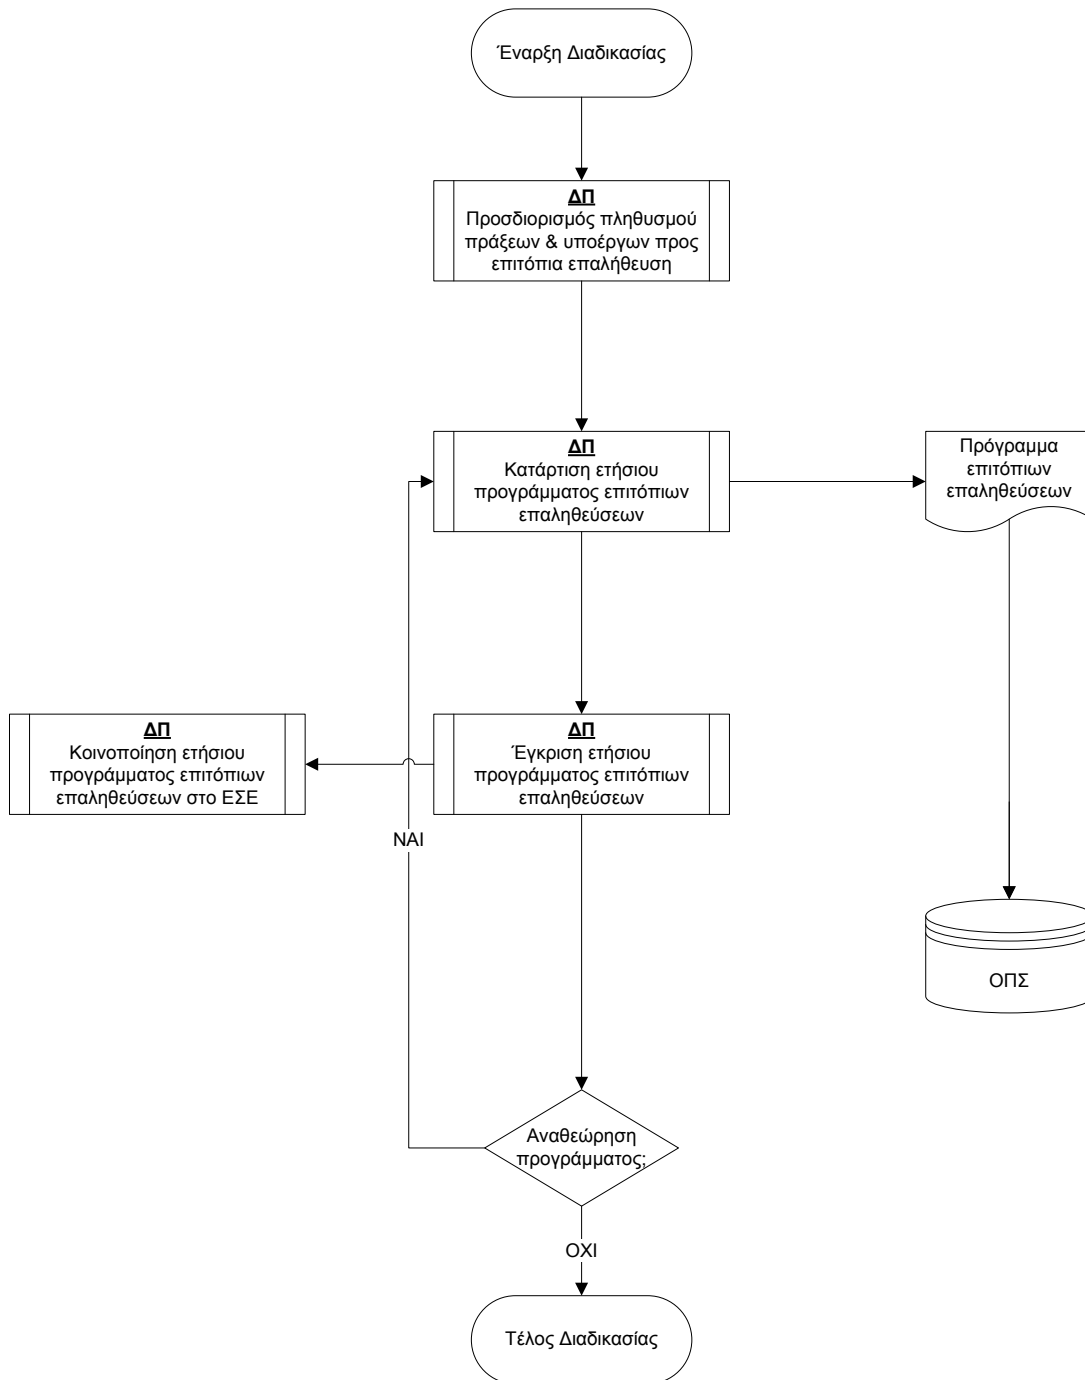 Έναρξη Διαδικασίας
ΔΠ
Προσδιορισμός πληθυσμού
πράξεων & υποέργων προς
επιτόπια επαλήθευση
ΔΠ
Κατάρτιση ετήσιου
προγράμματος επιτόπιων
επαληθεύσεων
Πρόγραμμα
επιτόπιων
επαληθεύσεων
ΔΠ
Κοινοποίηση ετήσιου
προγράμματος επιτόπιων
επαληθεύσεων στο ΕΣΕ
ΔΠ
Έγκριση ετήσιου
προγράμματος επιτόπιων
επαληθεύσεων
ΝΑΙ
ΟΠΣ
Αναθεώρηση
προγράμματος;
ΟΧΙ
Τέλος Διαδικασίας